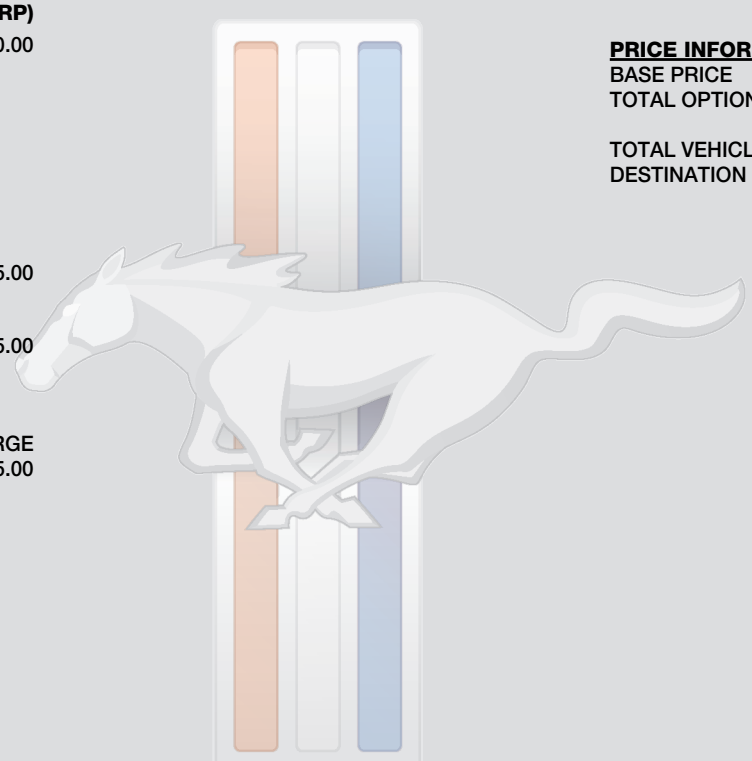 RP)
0.00
5.00
5.00
RGE
5.00
PRICE INFOR
BASE PRICE
TOTAL OPTION
TOTAL VEHICL
DESTINATION